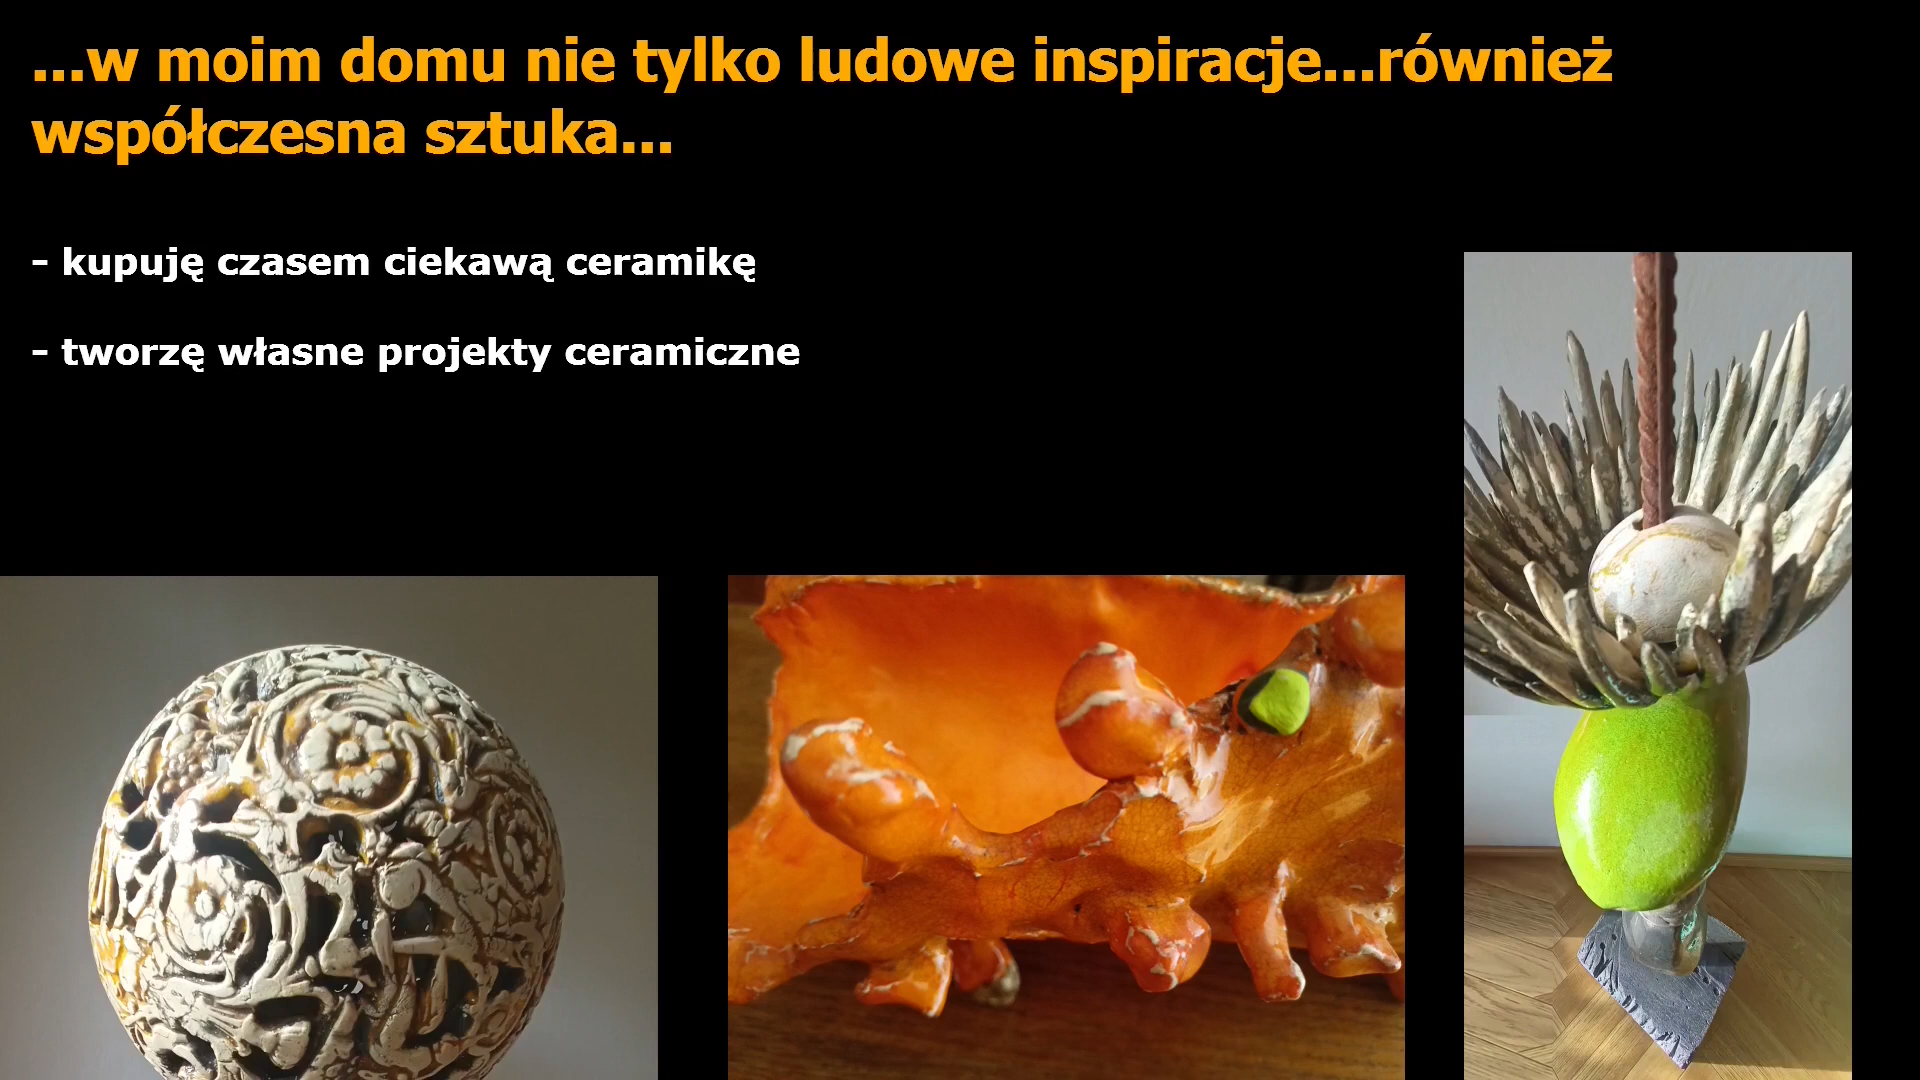 ...w moim domu nie tylko ludowe inspiracje...również
współczesna sztuka...
- kupuję czasem ciekawą ceramikę
- tworzę własne projekty ceramiczne